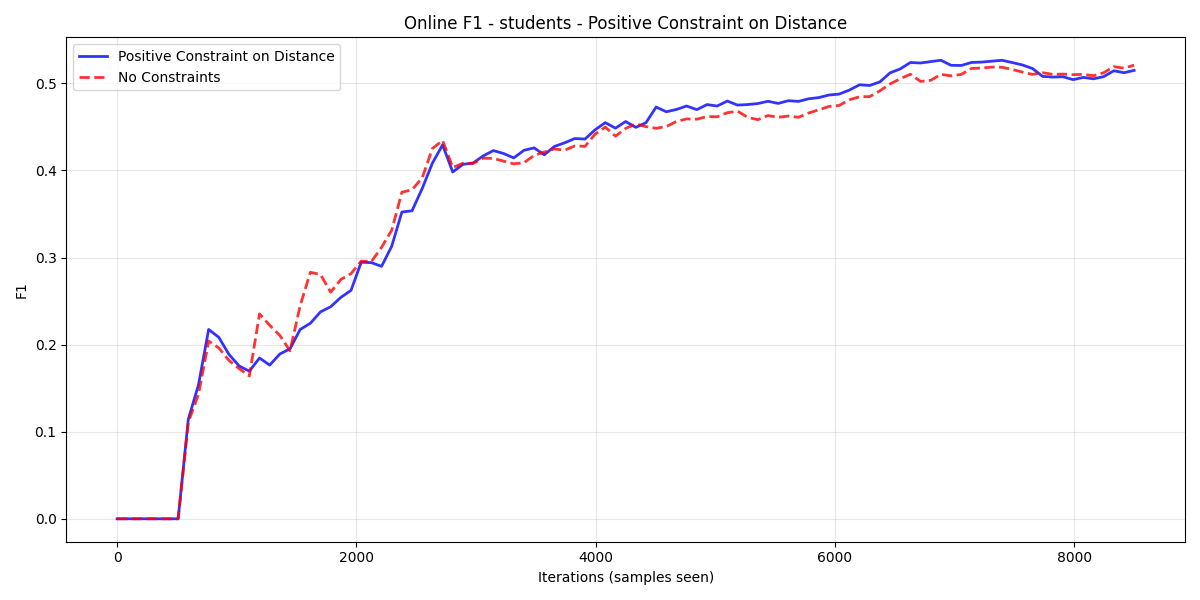 Online F1 - students - Positive Constraint on Distance
Positive Constraint on Distance
No Constraints
F1
0.5
0.4
0.3
0.2
0.1
0.0
0
2000
4000
6000
8000
Iterations (samples seen)